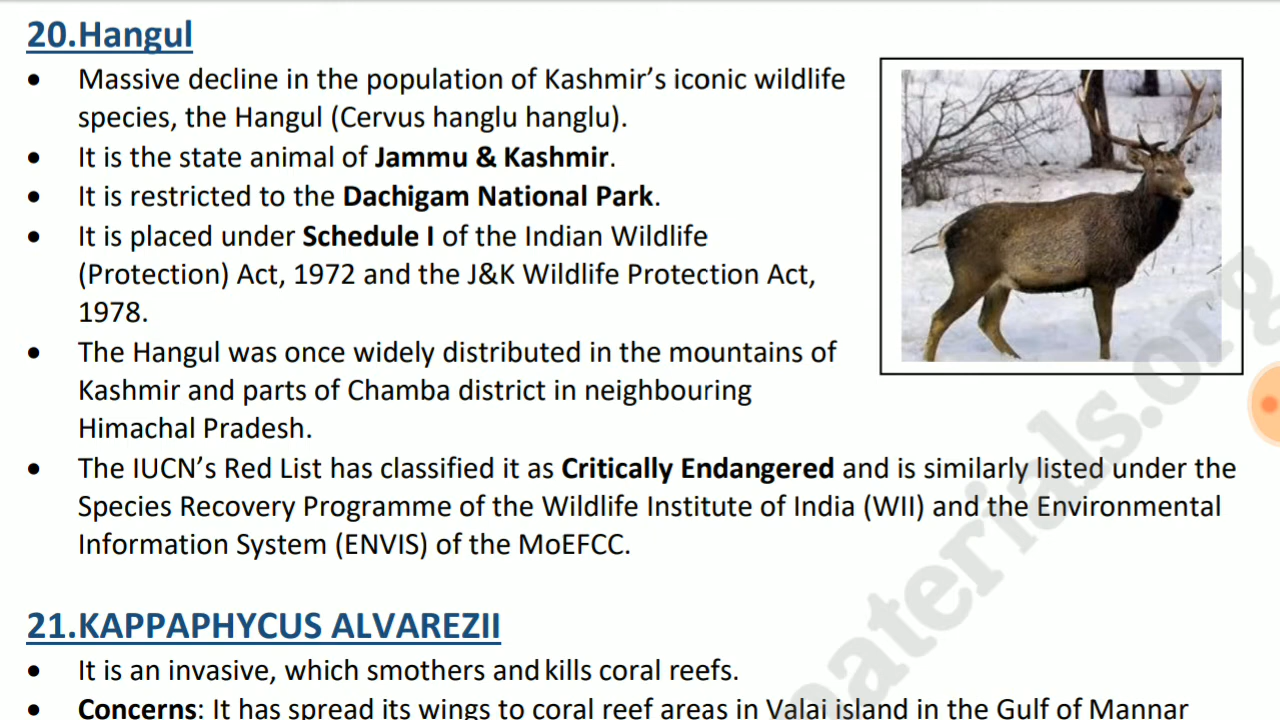 20.Hangul
• Massive decline in the population of Kashmir’s iconic wildlife
species, the Hangul (Cervus hanglu hanglu).
• It is the state animal of Jammu & Kashmir.
• It is restricted to the Dachigam National Park.
• It is placed under Schedule I of the Indian Wildlife
(Protection) Act, 1972 and the J&K Wildlife Protection Act,
1978.
• The Hangul was once widely distributed in the mountains of
Kashmir and parts of Chamba district in neighbouring
Himachal Pradesh.
• The IUCN’s Red List has classified it as Critically Endangered and is similarly listed under the
Species Recovery Programme of the Wildlife Institute of India (WII) and the Environmental
Information System (ENVIS) of the MoEFCC.
21.KAPPAPHYCUS ALVAREZII
• It is an invasive, which smothers and kills coral reefs.
• Concerns: It has spread its wings to coral reef areas in Valai island in the Gulf of Mannar
materials.org